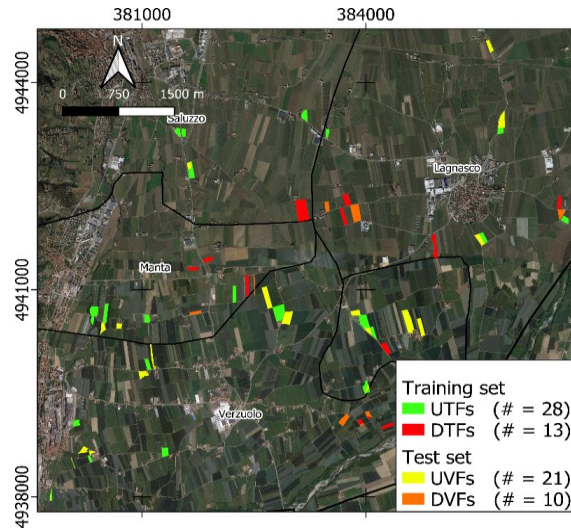 381000 384000
4944000
N
0 750 1500 m
Saluzzo
Lagnasco
Manta
4941000
Verzuolo
Training set
UTFs (# = 28)
DTFs (# = 13)
Test set
UVFs (# = 21)
DVFs (# = 10)
4938000